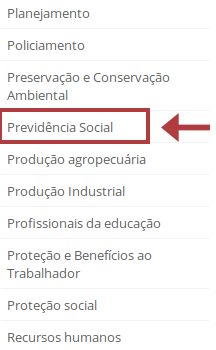 Planejamento
Policiamento
Preservação e Conservação
Ambiental
Previdência Social
Produção agropecuária
Produção Industrial
Profissionais da educação
Proteção e Benefícios ao
Trabalhador
Proteção social
Recursos humanos